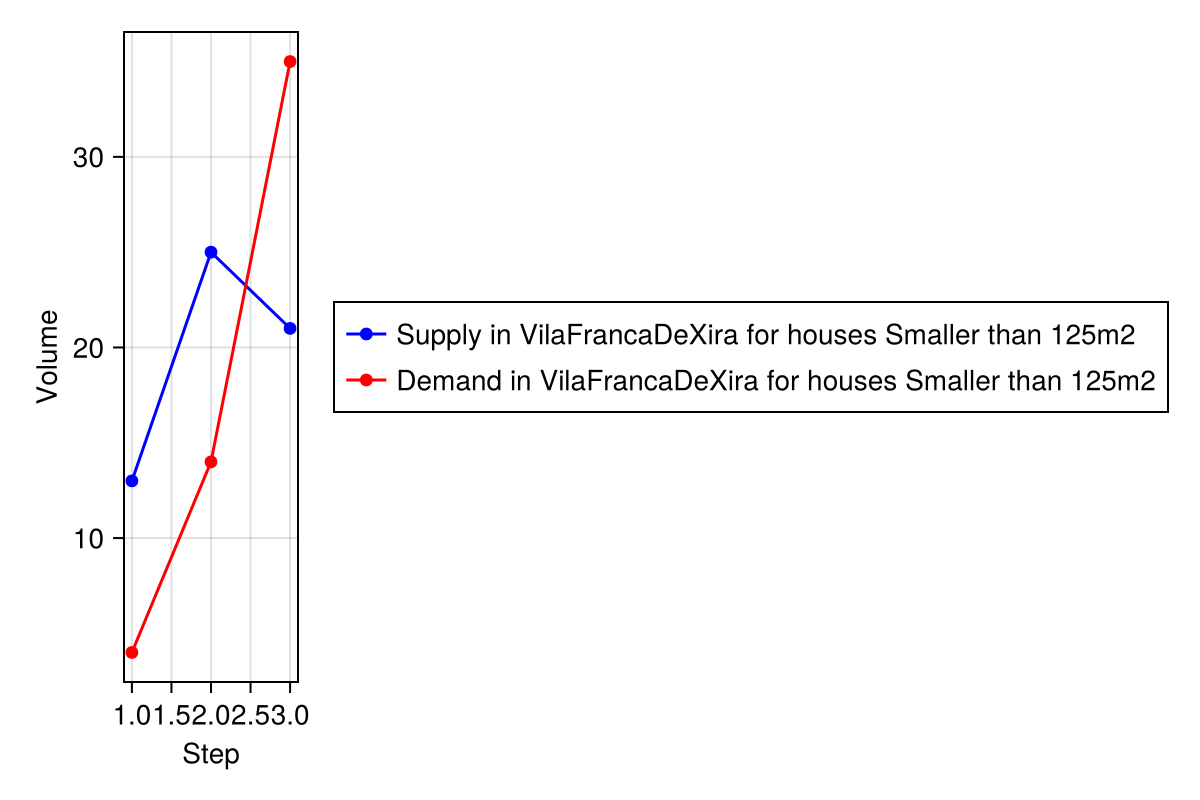 Volume
30
20
10
1.0 1.5 2.0 2.5 3.0
Step
Supply in VilaFrancaDeXira for houses Smaller than 125m2
Demand in VilaFrancaDeXira for houses Smaller than 125m2